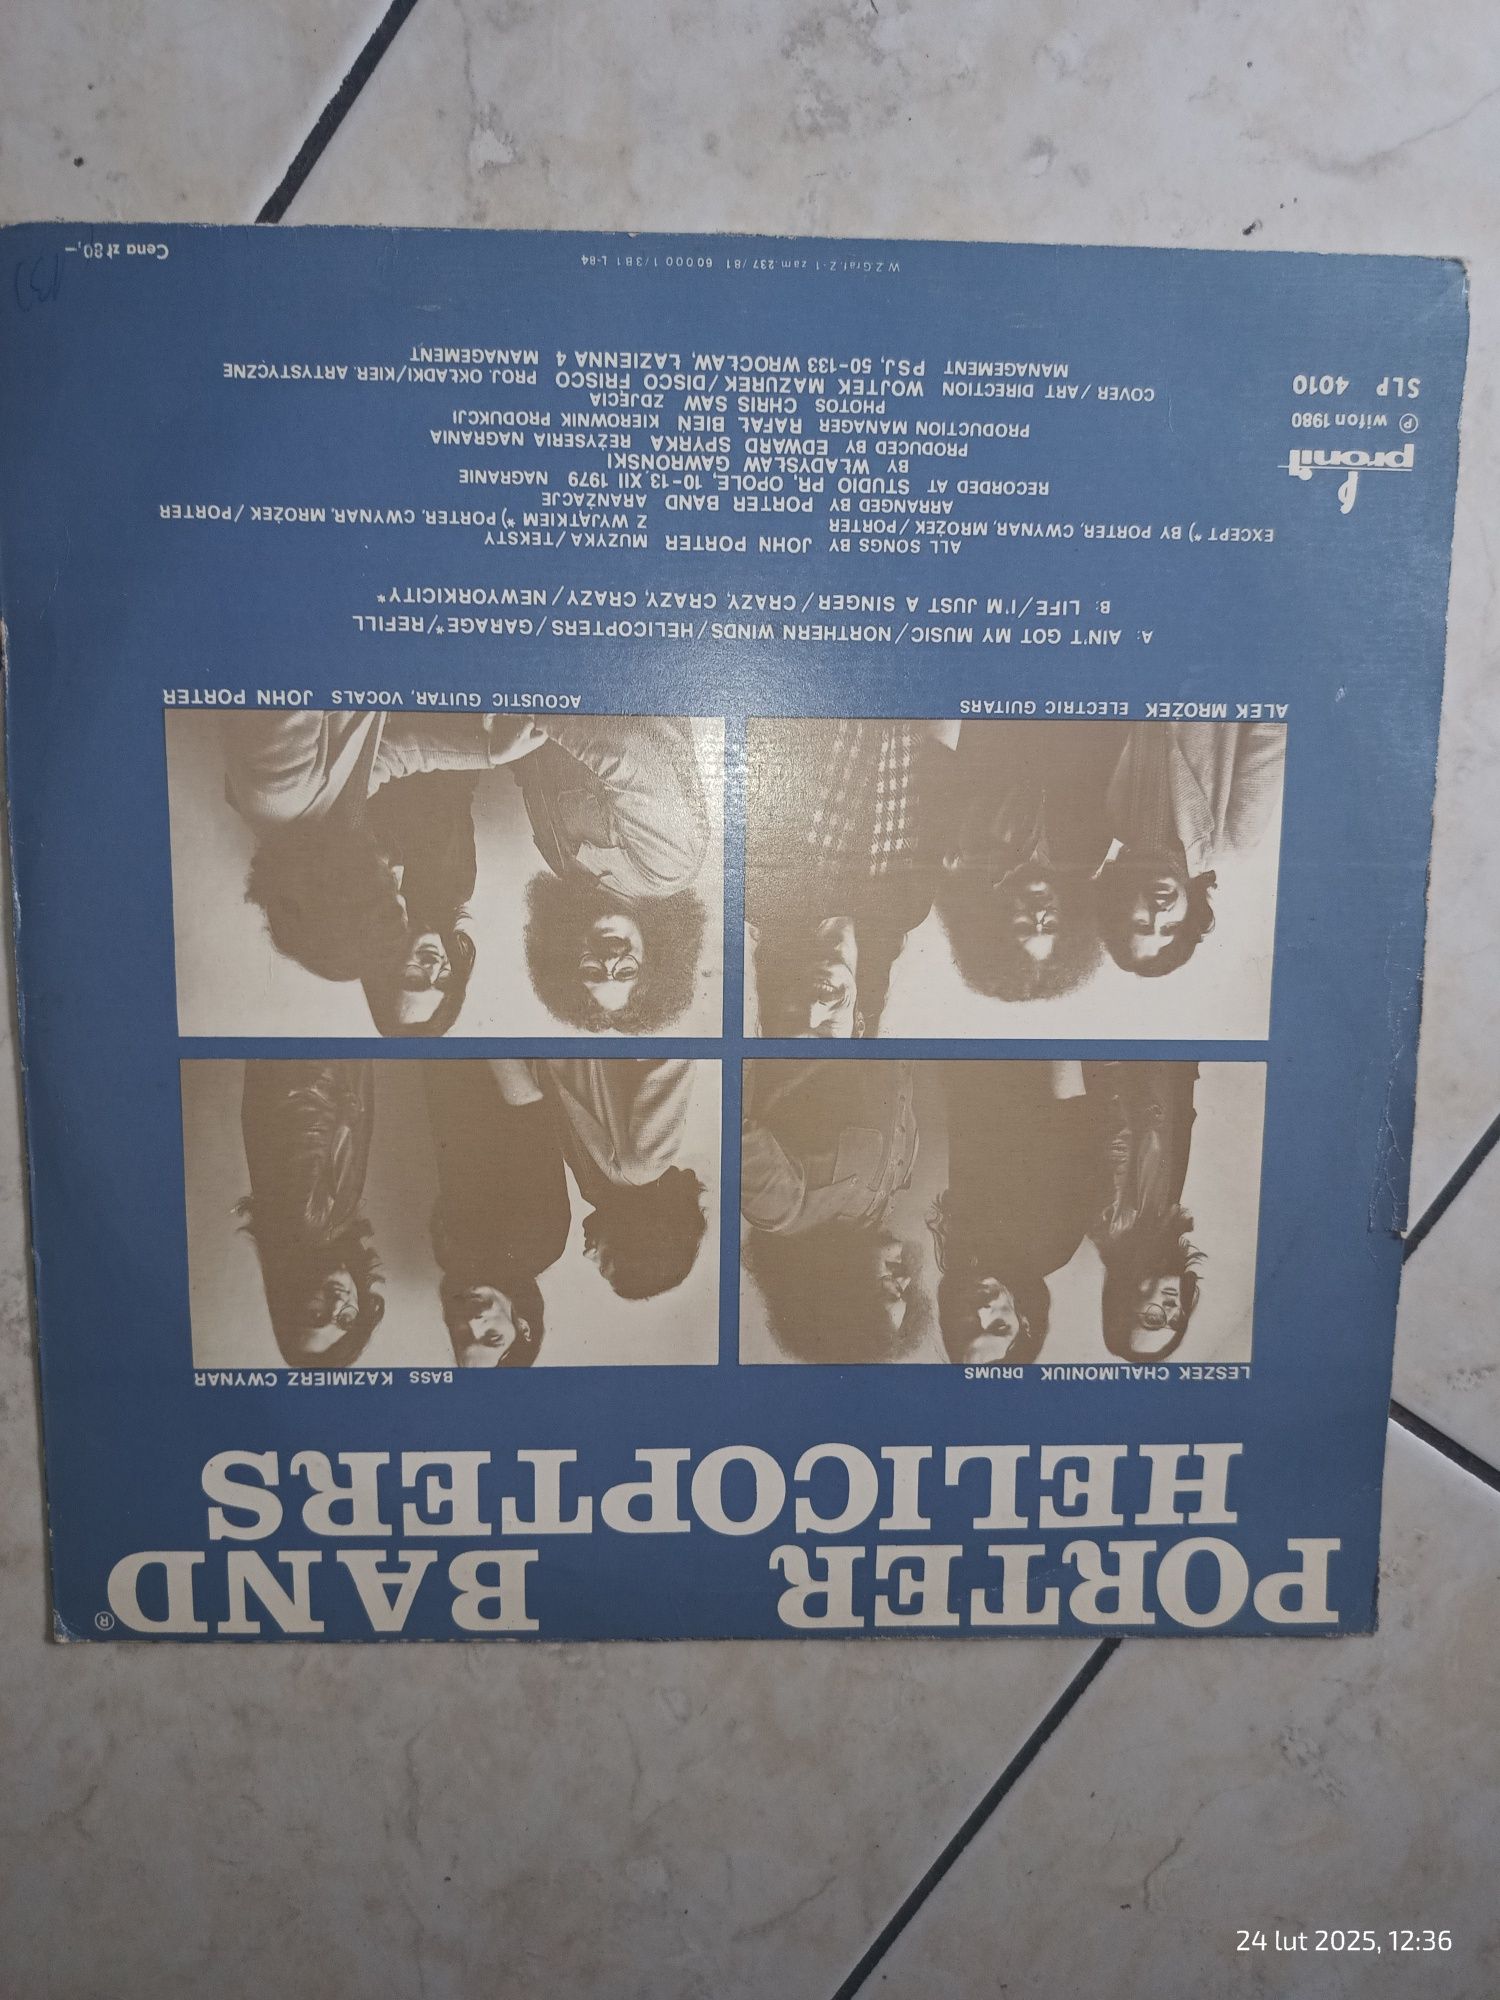 PORTER BAND ®
HELICOPTERS
LESZEK CHALIMONIUK DRUMS
BASS KAZIMIERZ CWYNAR
ALEK MROŻEK ELECTRIC GUITARS
ACOUSTIC GUITAR, VOCALS JOHN PORTER
A: AIN'T GOT MY MUSIC/NORTHERN WINDS/HELICOPTERS/GARAGE*/REFILL
B: LIFE/I'M JUST A SINGER/CRAZY, CRAZY, CRAZY/NEWYORKICITY*
ALL SONGS BY JOHN PORTER MUZYKA/TEKSTY
EXCEPT *) BY PORTER, CWYNAR, MROŻEK/PORTER Z WYJĄTKIEM *) PORTER, CWYNAR, MROŻEK/PORTER
ARRANGED BY PORTER BAND ARANŻACJE
RECORDED AT STUDIO PR, OPOLE, 10-13, XII, 1979 NAGRANIE
BY WŁADYSŁAW GAWROŃSKI
PRODUCED BY EDWARD SPYRKA REŻYSERIA NAGRANIA
PRODUCTION MANAGER RAFAŁ BIEN KIEROWNIK PRODUKCJI
PHOTOS CHRIS SAW ZDJĘCIA
COVER/ART DIRECTION WOJTEK MAZUREK/DISCO FRISCO PROJ. OKŁADKI/KIER. ARTYSTYCZNE
MANAGEMENT PSJ, 50-133 WROCŁAW, ŁAZIENNA 4 MANAGEMENT
pronit
℗ wifon 1980
SLP 4010
W.Z.Graf. Z-1 zam. 237/81 60000 1/3B1 L-84
Cena zł 80,—
24 lut 2025, 12:36